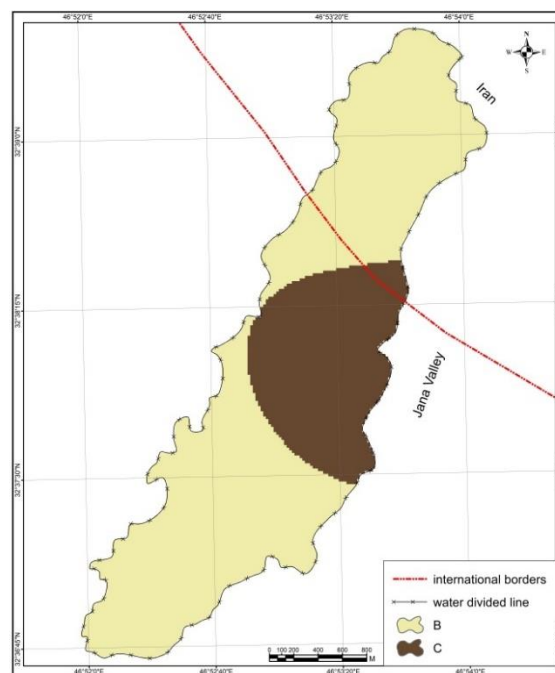 46°52'0"E 46°52'40"E 46°53'20"E 46°54'0"E
N
W E
S
Iran
32°39'0"N
32°38'15"N
Jana Valley
32°37'30"N
32°36'45"N
international borders
water divided line
B
C
0 100 200 400 600 800
M
46°52'0"E 46°52'40"E 46°53'20"E 46°54'0"E